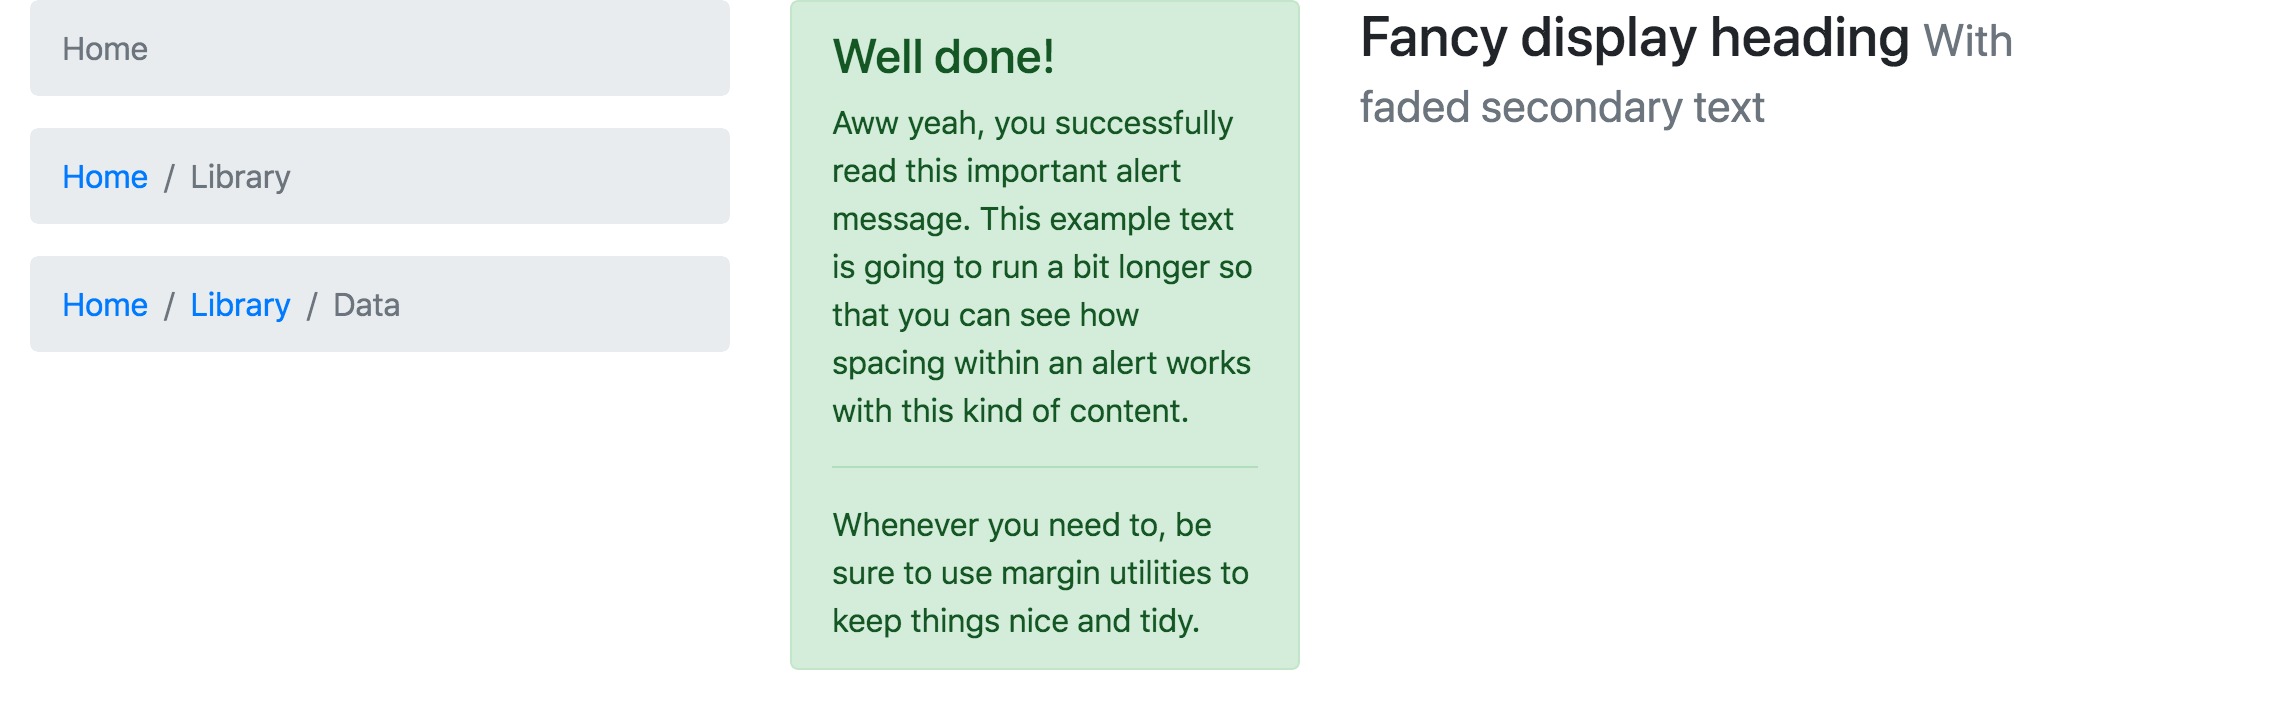 Home
Home / Library
Home / Library / Data
Well done!
Aww yeah, you successfully
read this important alert
message. This example text
is going to run a bit longer so
that you can see how
spacing within an alert works
with this kind of content.
Whenever you need to, be
sure to use margin utilities to
keep things nice and tidy.
Fancy display heading With
faded secondary text